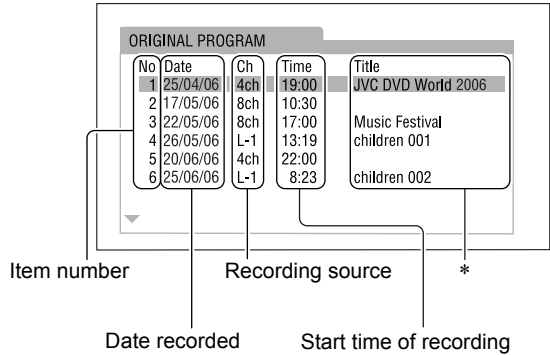 ORIGINAL PROGRAM
No Date Ch Time Title
1 25/04/06 4ch 19:00 JVC DVD World 2006
2 17/05/06 8ch 10:30
3 22/05/06 8ch 17:00 Music Festival
4 26/05/06 L-1 13:19 children 001
5 20/06/06 4ch 22:00
6 25/06/06 L-1 8:23 children 002
Item number Recording source *
Date recorded Start time of recording